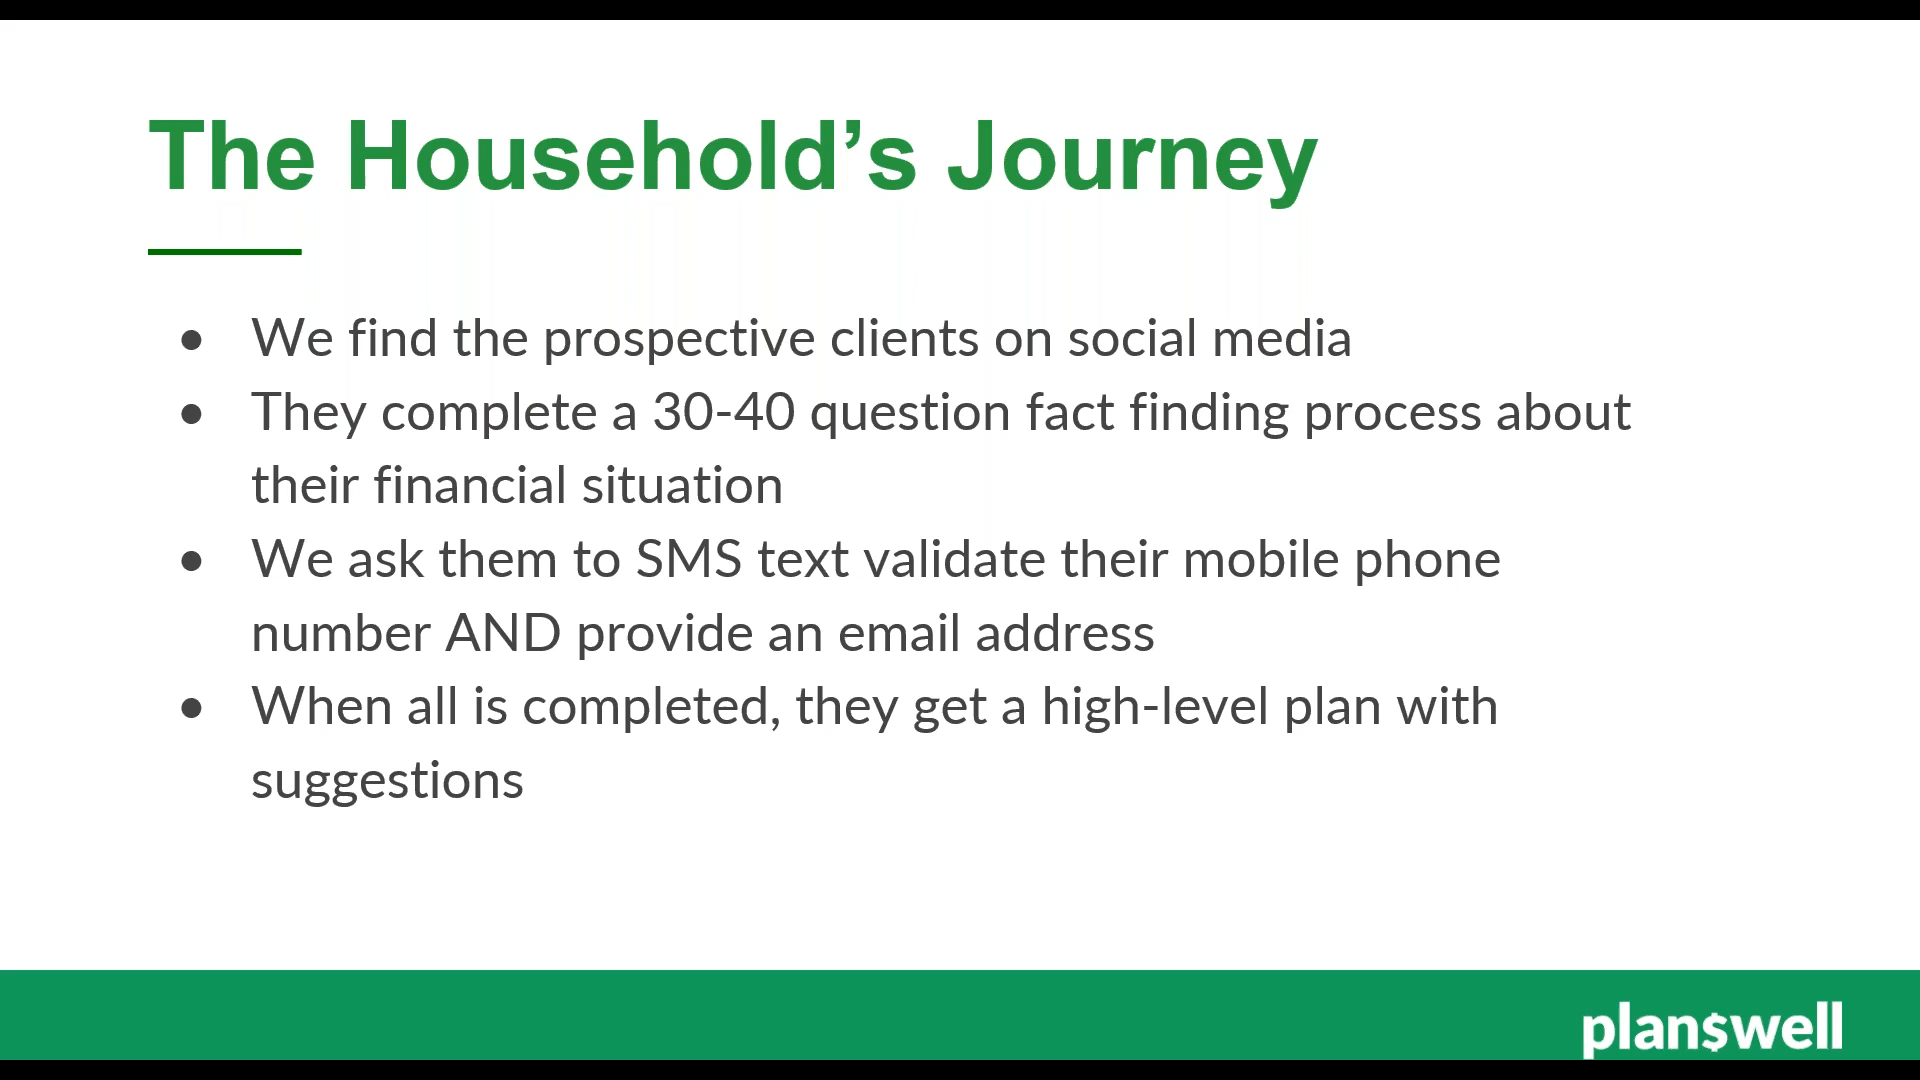 The Household’s Journey
● We find the prospective clients on social media
● They complete a 30-40 question fact finding process about
their financial situation
● We ask them to SMS text validate their mobile phone
number AND provide an email address
● When all is completed, they get a high-level plan with
suggestions
plan$well